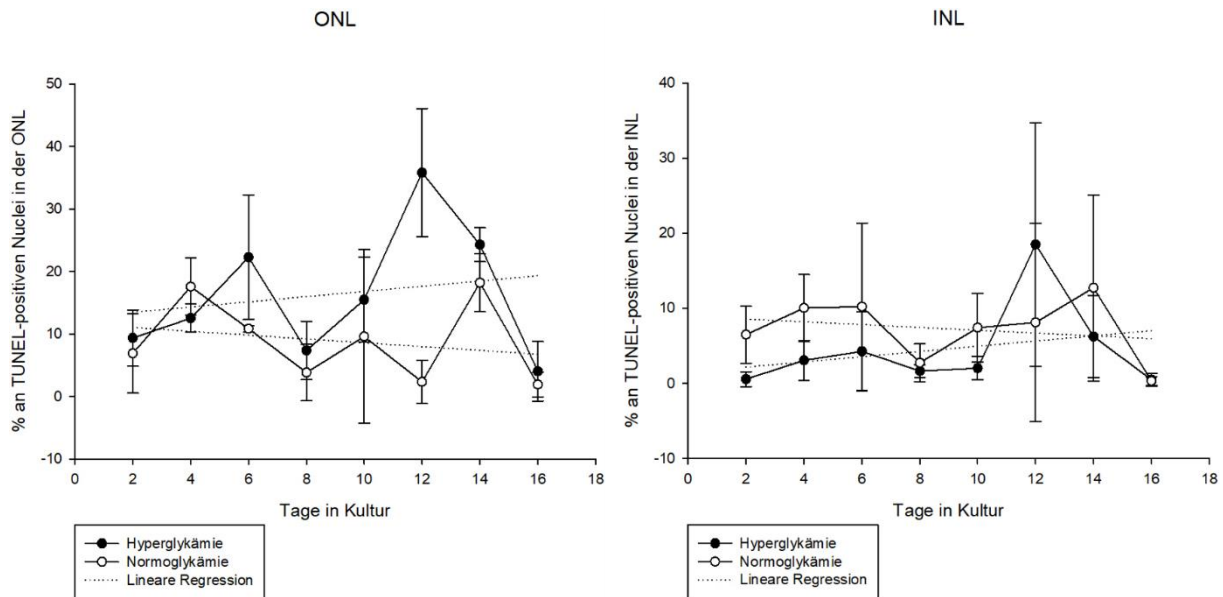 ONL
% an TUNEL-positiven Nuclei in der ONL
50
40
30
20
10
0
-10
0 2 4 6 8 10 12 14 16 18
Tage in Kultur
Hyperglykämie
Normoglykämie
Lineare Regression
INL
% an TUNEL-positiven Nuclei in der INL
40
30
20
10
0
-10
0 2 4 6 8 10 12 14 16 18
Tage in Kultur
Hyperglykämie
Normoglykämie
Lineare Regression